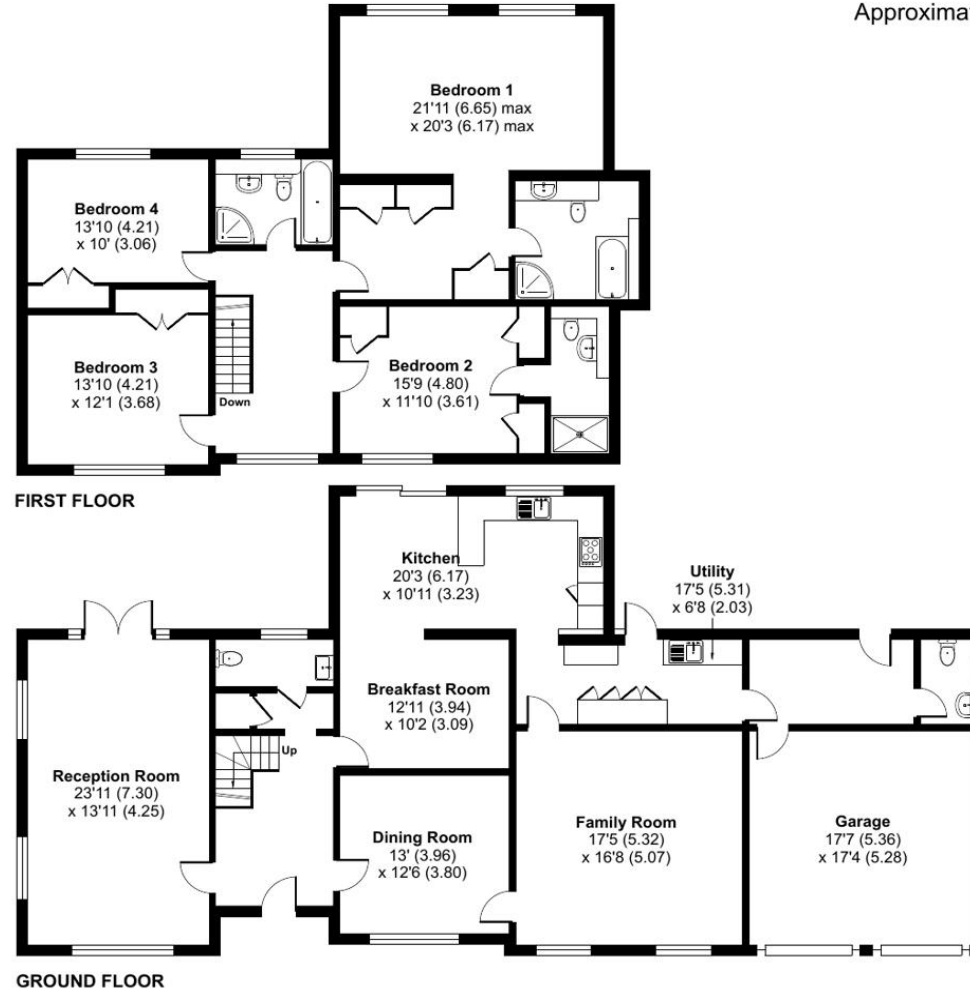 Approxima
Bedroom 1
21'11 (6.65) max
x 20'3 (6.17) max
Bedroom 4
13'10 (4.21)
x 10' (3.06)
Bedroom 3
13'10 (4.21)
x 12'1 (3.68)
Down
Bedroom 2
15'9 (4.80)
x 11'10 (3.61)
FIRST FLOOR
Kitchen
20'3 (6.17)
x 10'11 (3.23)
Utility
17'5 (5.31)
x 6'8 (2.03)
Breakfast Room
12'11 (3.94)
x 10'2 (3.09)
Up
Reception Room
23'11 (7.30)
x 13'11 (4.25)
Dining Room
13' (3.96)
x 12'6 (3.80)
Family Room
17'5 (5.32)
x 16'8 (5.07)
Garage
17'7 (5.36)
x 17'4 (5.28)
GROUND FLOOR